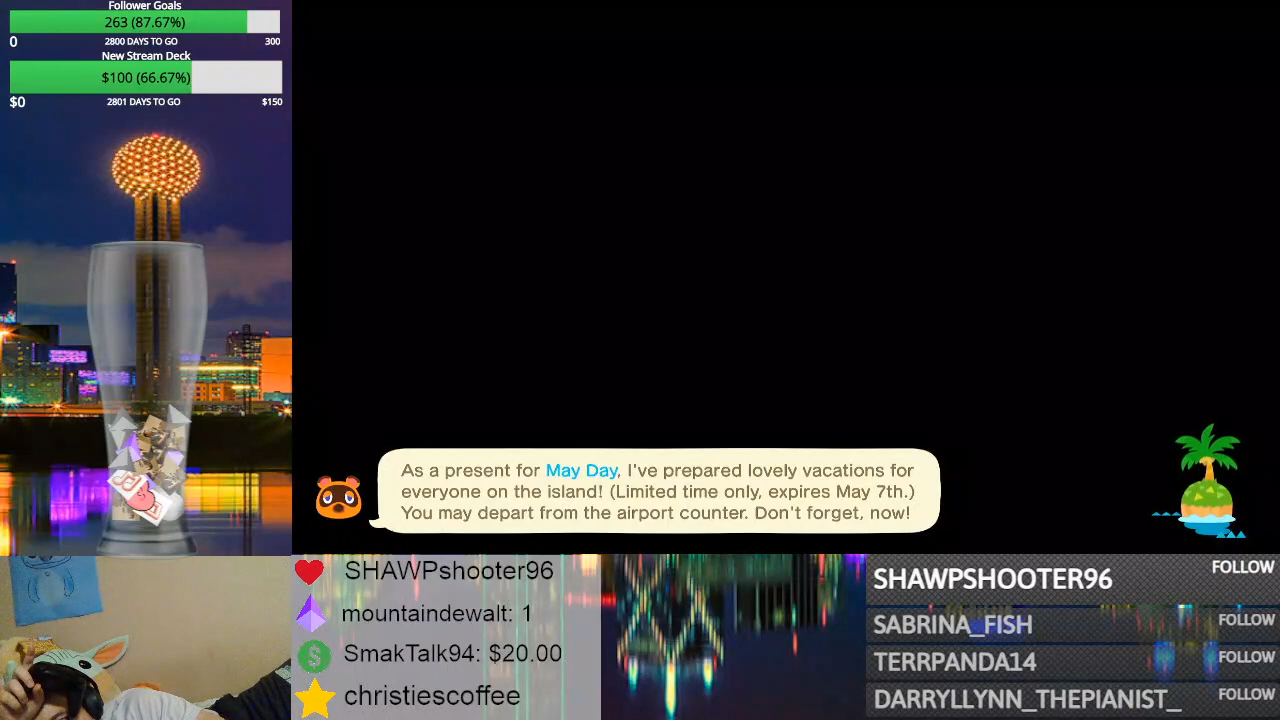 Follower Goals
263 (87.67%)
0 2800 DAYS TO GO 300
New Stream Deck
$100 (66.67%)
$0 2801 DAYS TO GO $150
As a present for May Day, I've prepared lovely vacations for
everyone on the island! (Limited time only, expires May 7th.)
You may depart from the airport counter. Don't forget, now!
SHAWPshooter96
mountaindewalt: 1
SmakTalk94: $20.00
christiescoffee
SHAWPSHOOTER96 FOLLOW
SABRINA_FISH FOLLOW
TERRPANDA14 FOLLOW
DARRYLLYNN_THEPIANIST_ FOLLOW